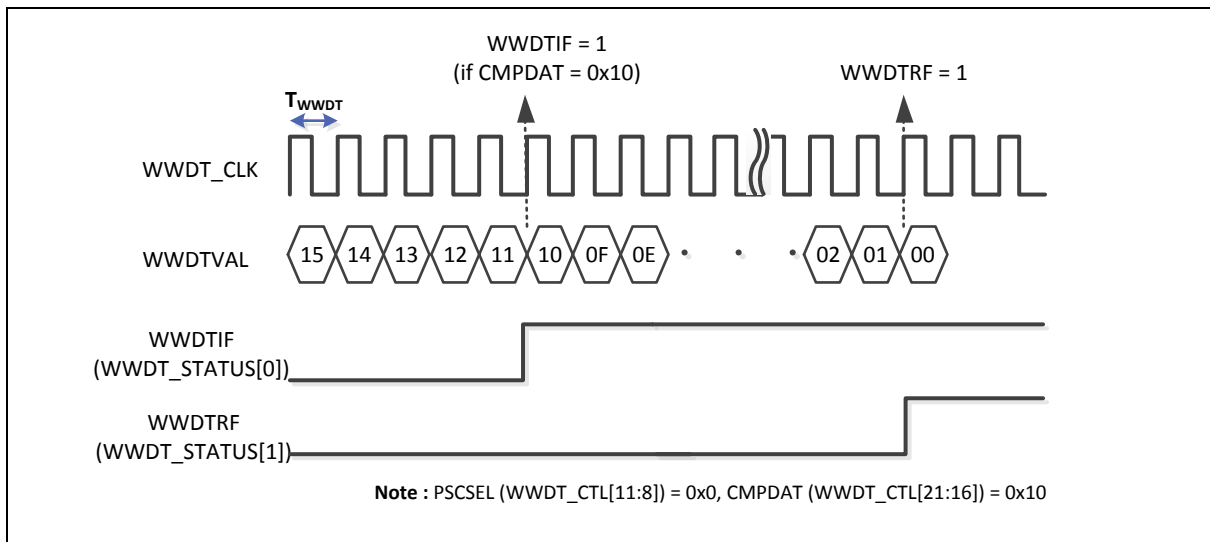 WWDTIF = 1
(if CMPDAT = 0x10)
WWDTRF = 1
TWWDT
WWDT_CLK
WWDTVAL
15 14 13 12 11 10 0F 0E · · · 02 01 00
WWDTIF
(WWDT_STATUS[0])
WWDTRF
(WWDT_STATUS[1])
Note : PSCSEL (WWDT_CTL[11:8]) = 0x0, CMPDAT (WWDT_CTL[21:16]) = 0x10